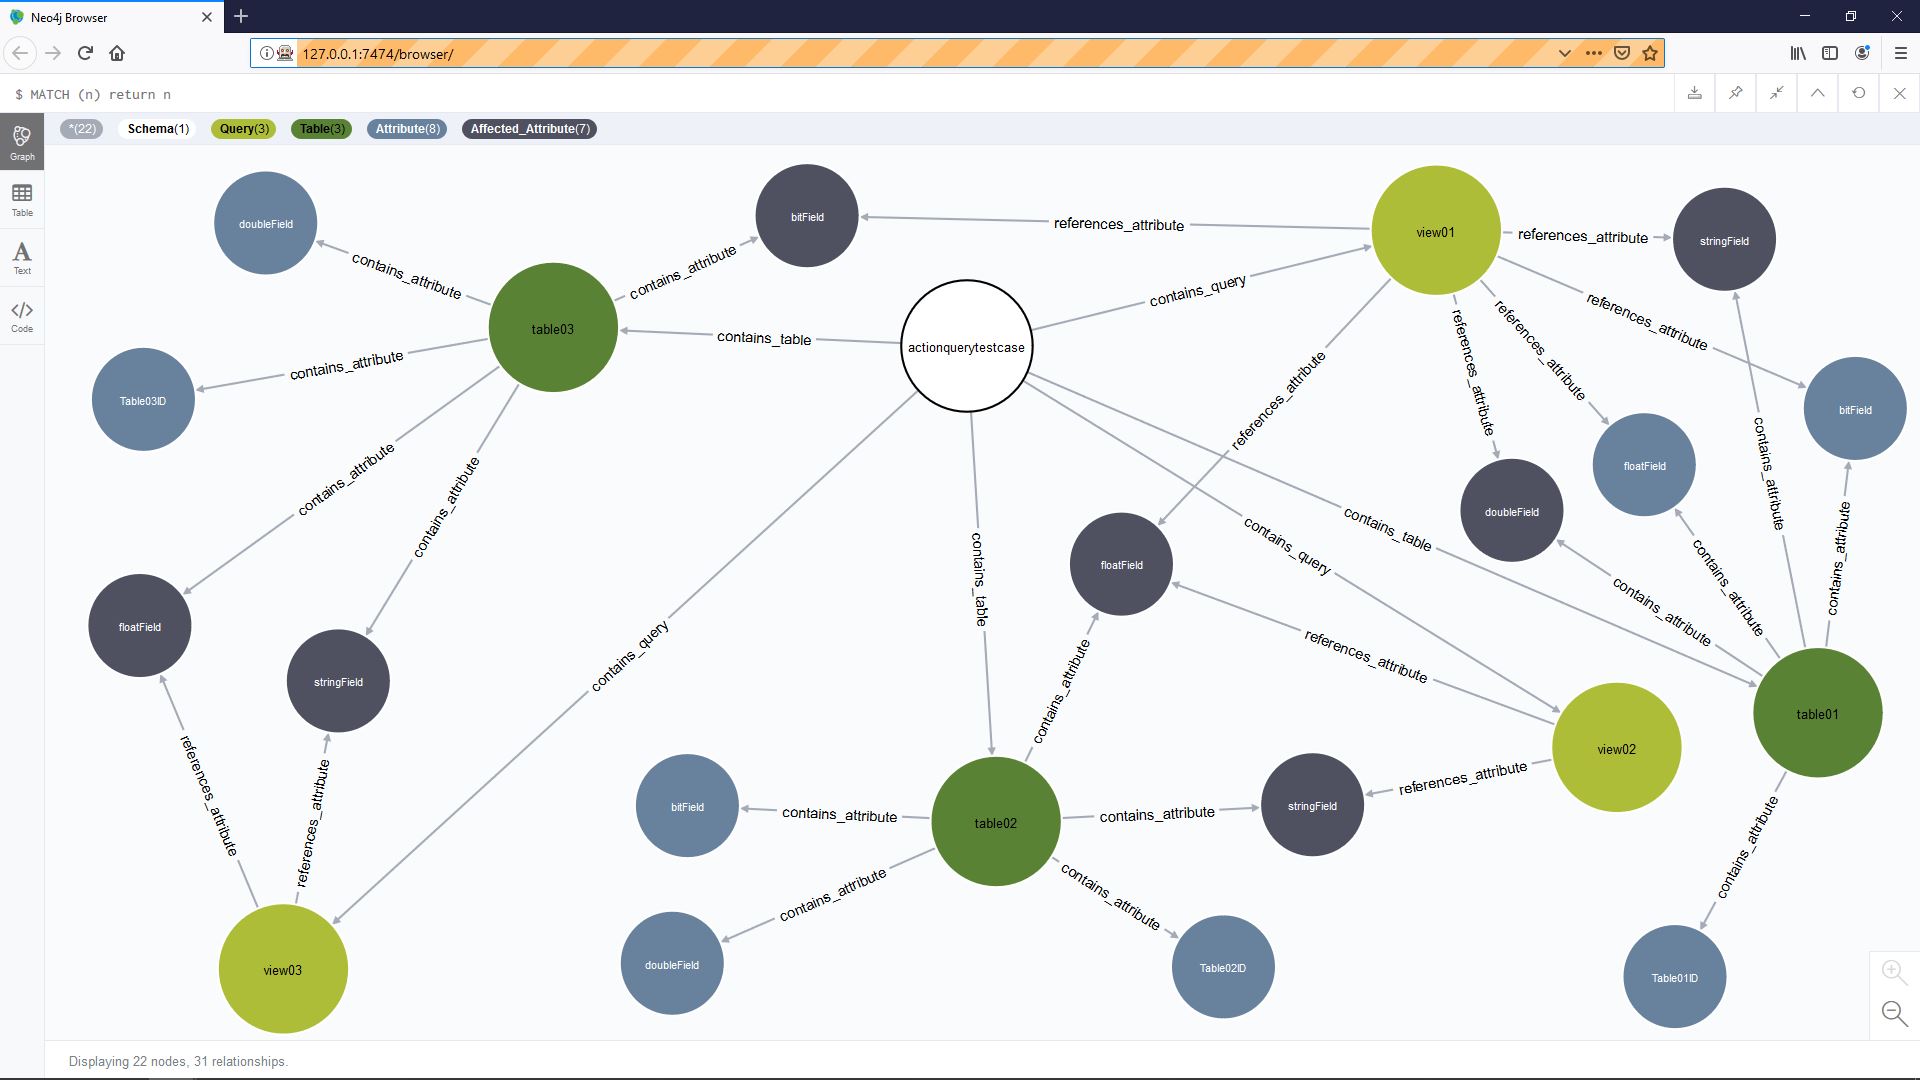 Neo4j Browser
127.0.0.1:7474/browser/
$ MATCH (n) return n
*(22) Schema(1) Query(3) Table(3) Attribute(8) Affected_Attribute(7)
Graph
Table
Text
Code
doubleField
bitField
view01
stringField
references_attribute
references_attribute
contains_attribute
contains_attribute
contains_query
references_attribute
table03
contains_table
actionquerytestcase
contains_attribute
references_attribute
references_attribute
references_attribute
Table03ID
bitField
contains_attribute
contains_attribute
contains_attribute
floatField
doubleField
contains_table
contains_query
contains_attribute
contains_table
floatField
contains_attribute
contains_attribute
contains_attribute
floatField
stringField
contains_query
contains_attribute
references_attribute
table01
view02
references_attribute
references_attribute
references_attribute
bitField
contains_attribute
table02
contains_attribute
stringField
contains_attribute
contains_attribute
contains_attribute
view03
doubleField
Table02ID
Table01ID
Displaying 22 nodes, 31 relationships.